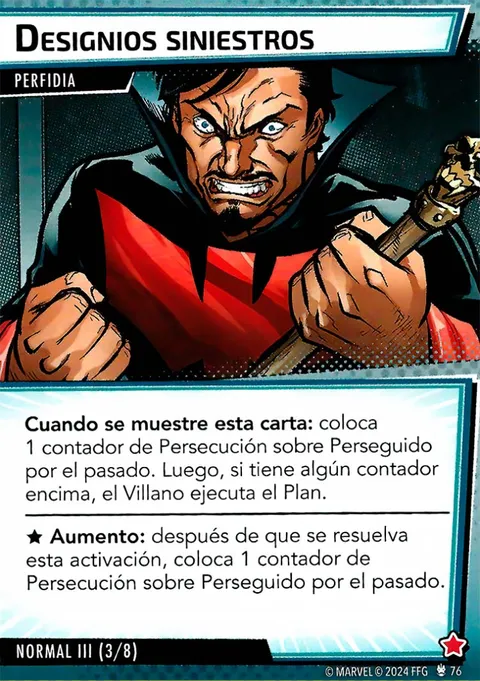 DESIGNIOS SINIESTROS
PERFIDIA
Cuando se muestre esta carta: coloca
1 contador de Persecución sobre Perseguido
por el pasado. Luego, si tiene algún contador
encima, el Villano ejecuta el Plan.
★ Aumento: después de que se resuelva
esta activación, coloca 1 contador de
Persecución sobre Perseguido por el pasado.
NORMAL III (3/8)
© MARVEL © 2024 FFG 76